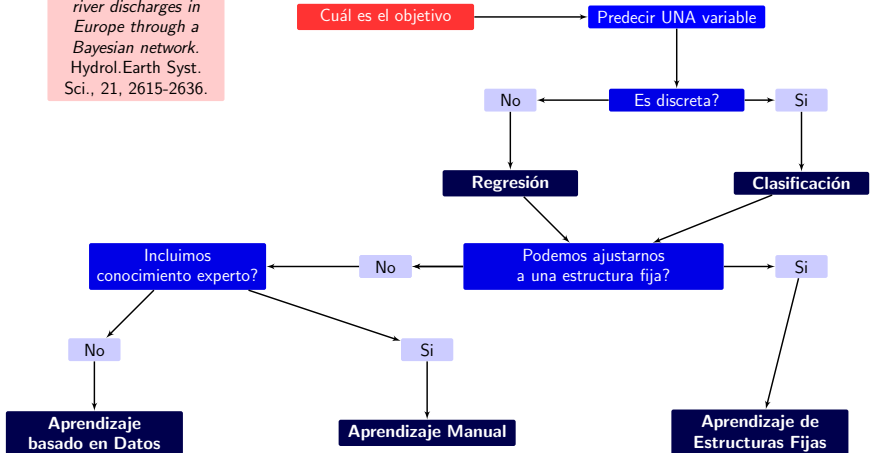 river discharges in
Europe through a
Bayesian network.
Hydrol.Earth Syst.
Sci., 21, 2615-2636.
Cuál es el objetivo
Predecir UNA variable
No
Es discreta?
Si
Regresión
Clasificación
Incluimos
conocimiento experto?
No
Podemos ajustarnos
a una estructura fija?
Si
No
Si
Aprendizaje
basado en Datos
Aprendizaje Manual
Aprendizaje de
Estructuras Fijas